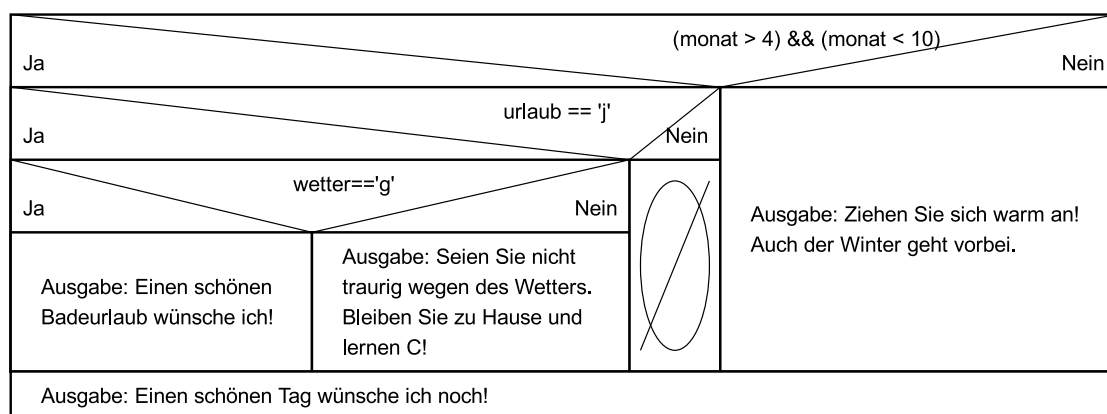 (monat > 4) && (monat < 10)
Ja
Nein
urlaub == 'j'
Ja
Nein
wetter=='g'
Ja
Nein
Ausgabe: Einen schönen
Badeurlaub wünsche ich!
Ausgabe: Seien Sie nicht
traurig wegen des Wetters.
Bleiben Sie zu Hause und
lernen C!
Ausgabe: Ziehen Sie sich warm an!
Auch der Winter geht vorbei.
Ausgabe: Einen schönen Tag wünsche ich noch!